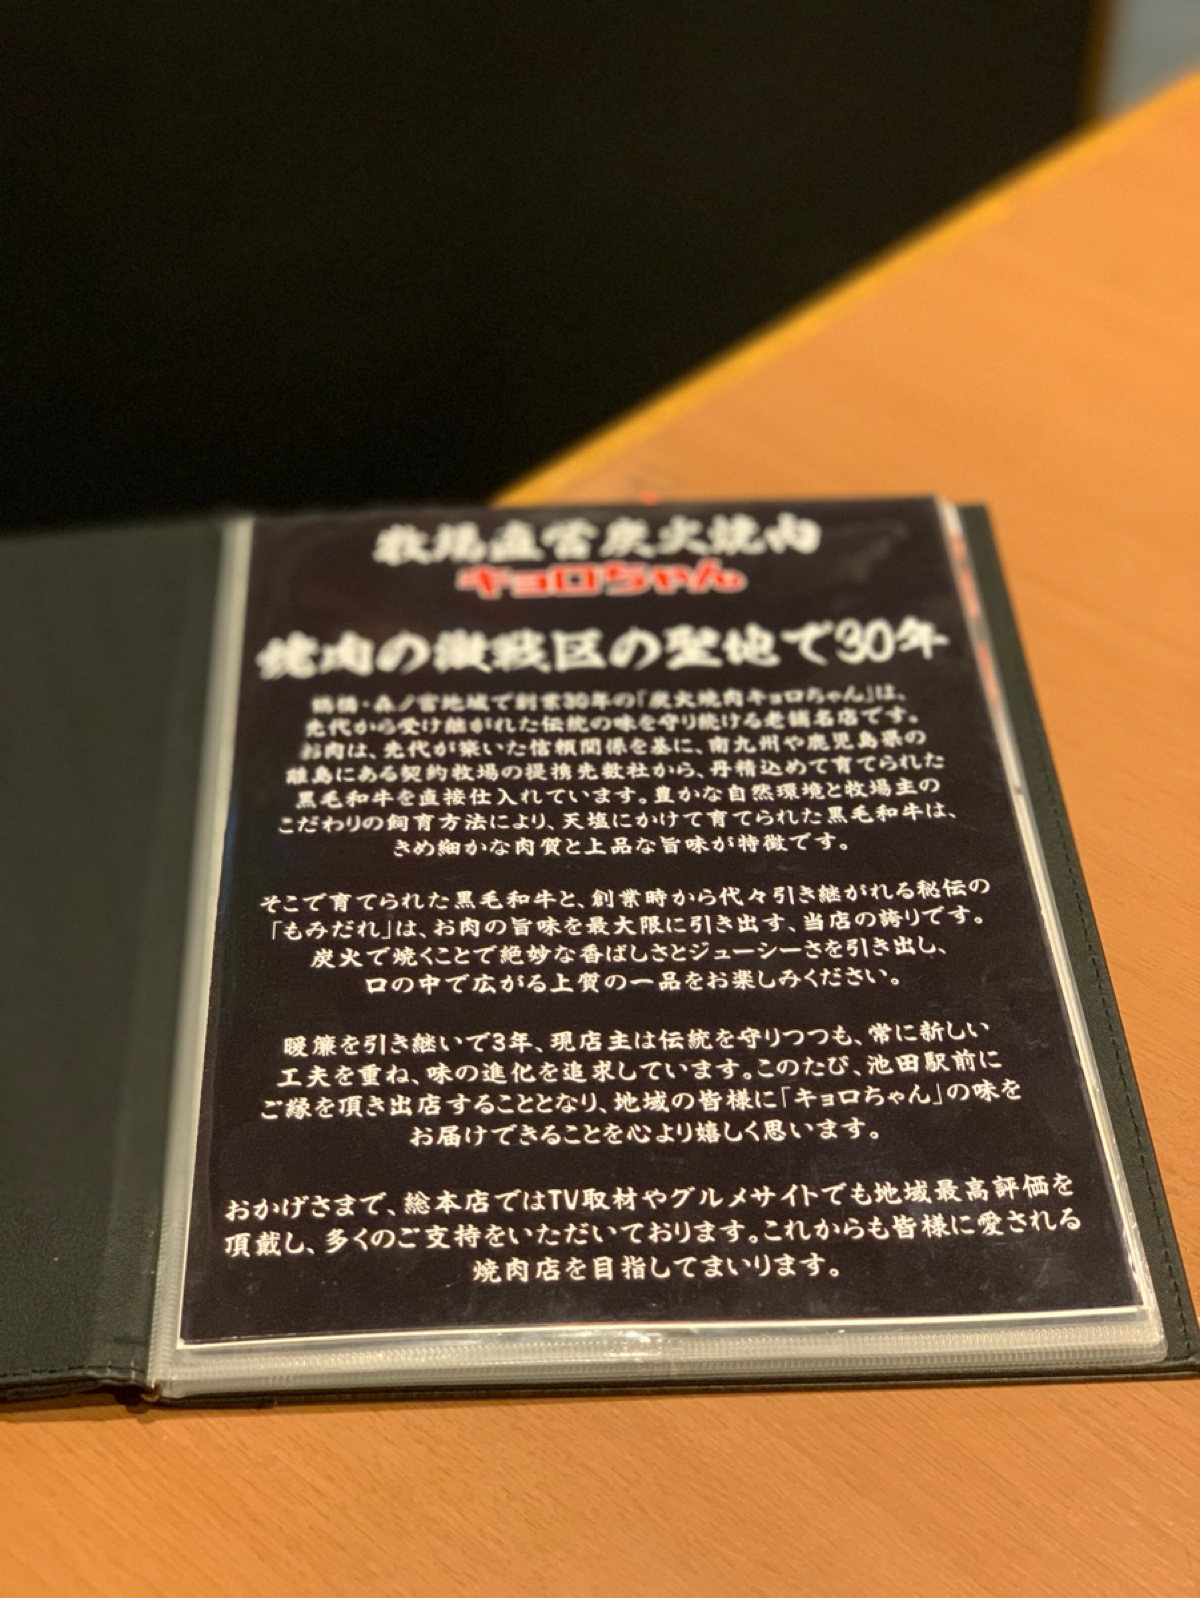 牧場直営炭火焼肉
キョロちゃん
焼肉の激戦区の聖地で30年
鶴橋・森ノ宮地域で創業30年の「炭火焼肉キョロちゃん」は、
先代から受け継がれた伝統の味を守り続ける老舗名店です。
お肉は、先代が築いた信頼関係を基に、南九州や鹿児島県の
離島にある契約牧場の提携先数社から、丹精込めて育てられた
黒毛和牛を直接仕入れています。豊かな自然環境と牧場主の
こだわりの飼育方法により、天塩にかけて育てられた黒毛和牛は、
きめ細かな肉質と上品な旨味が特徴です。
そこで育てられた黒毛和牛と、創業時から代々引き継がれる秘伝の
「もみだれ」は、お肉の旨味を最大限に引き出す、当店の誇りです。
炭火で焼くことで絶妙な香ばしさとジューシーさを引き出し、
口の中で広がる上質の一品をお楽しみください。
暖簾を引き継いで3年、現店主は伝統を守りつつも、常に新しい
工夫を重ね、味の進化を追求しています。このたび、池田駅前に
ご縁を頂き出店することとなり、地域の皆様に「キョロちゃん」の味を
お届けできることを心より嬉しく思います。
おかげさまで、総本店ではTV取材やグルメサイトでも地域最高評価を
頂戴し、多くのご支持をいただいております。これからも皆様に愛される
焼肉店を目指してまいります。